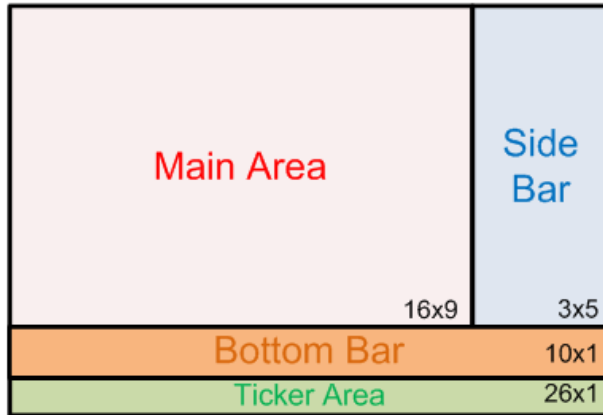 Main Area
16x9
Side
Bar
3x5
Bottom Bar
10x1
Ticker Area
26x1